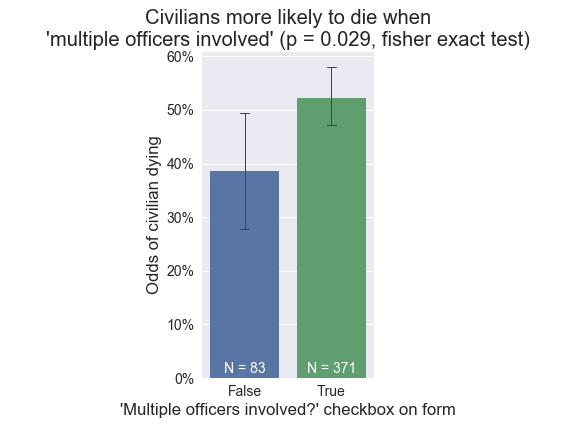 Civilians more likely to die when
'multiple officers involved' (p = 0.029, fisher exact test)
Odds of civilian dying
60%
50%
40%
30%
20%
10%
0%
N = 83
N = 371
False
True
'Multiple officers involved?' checkbox on form